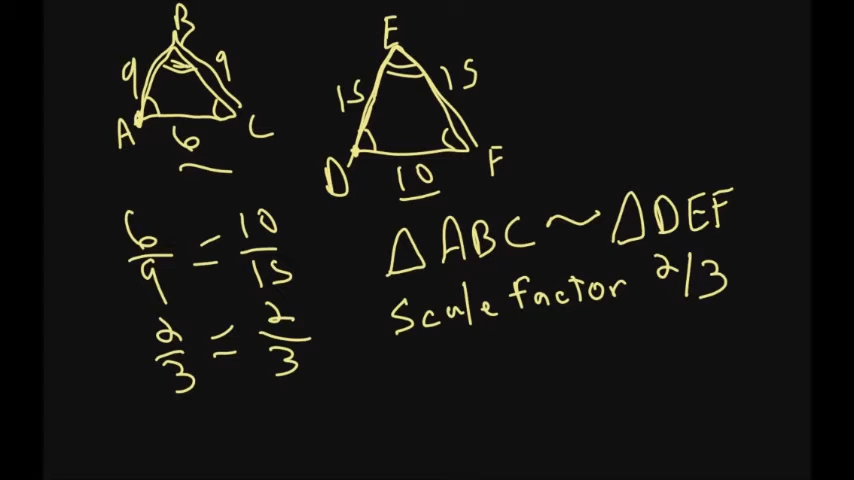 B
9 9
A 6 C
E
15 15
D 10 F
6/9 = 10/15
2/3 = 2/3
△ABC ~ △DEF
Scale factor 2/3